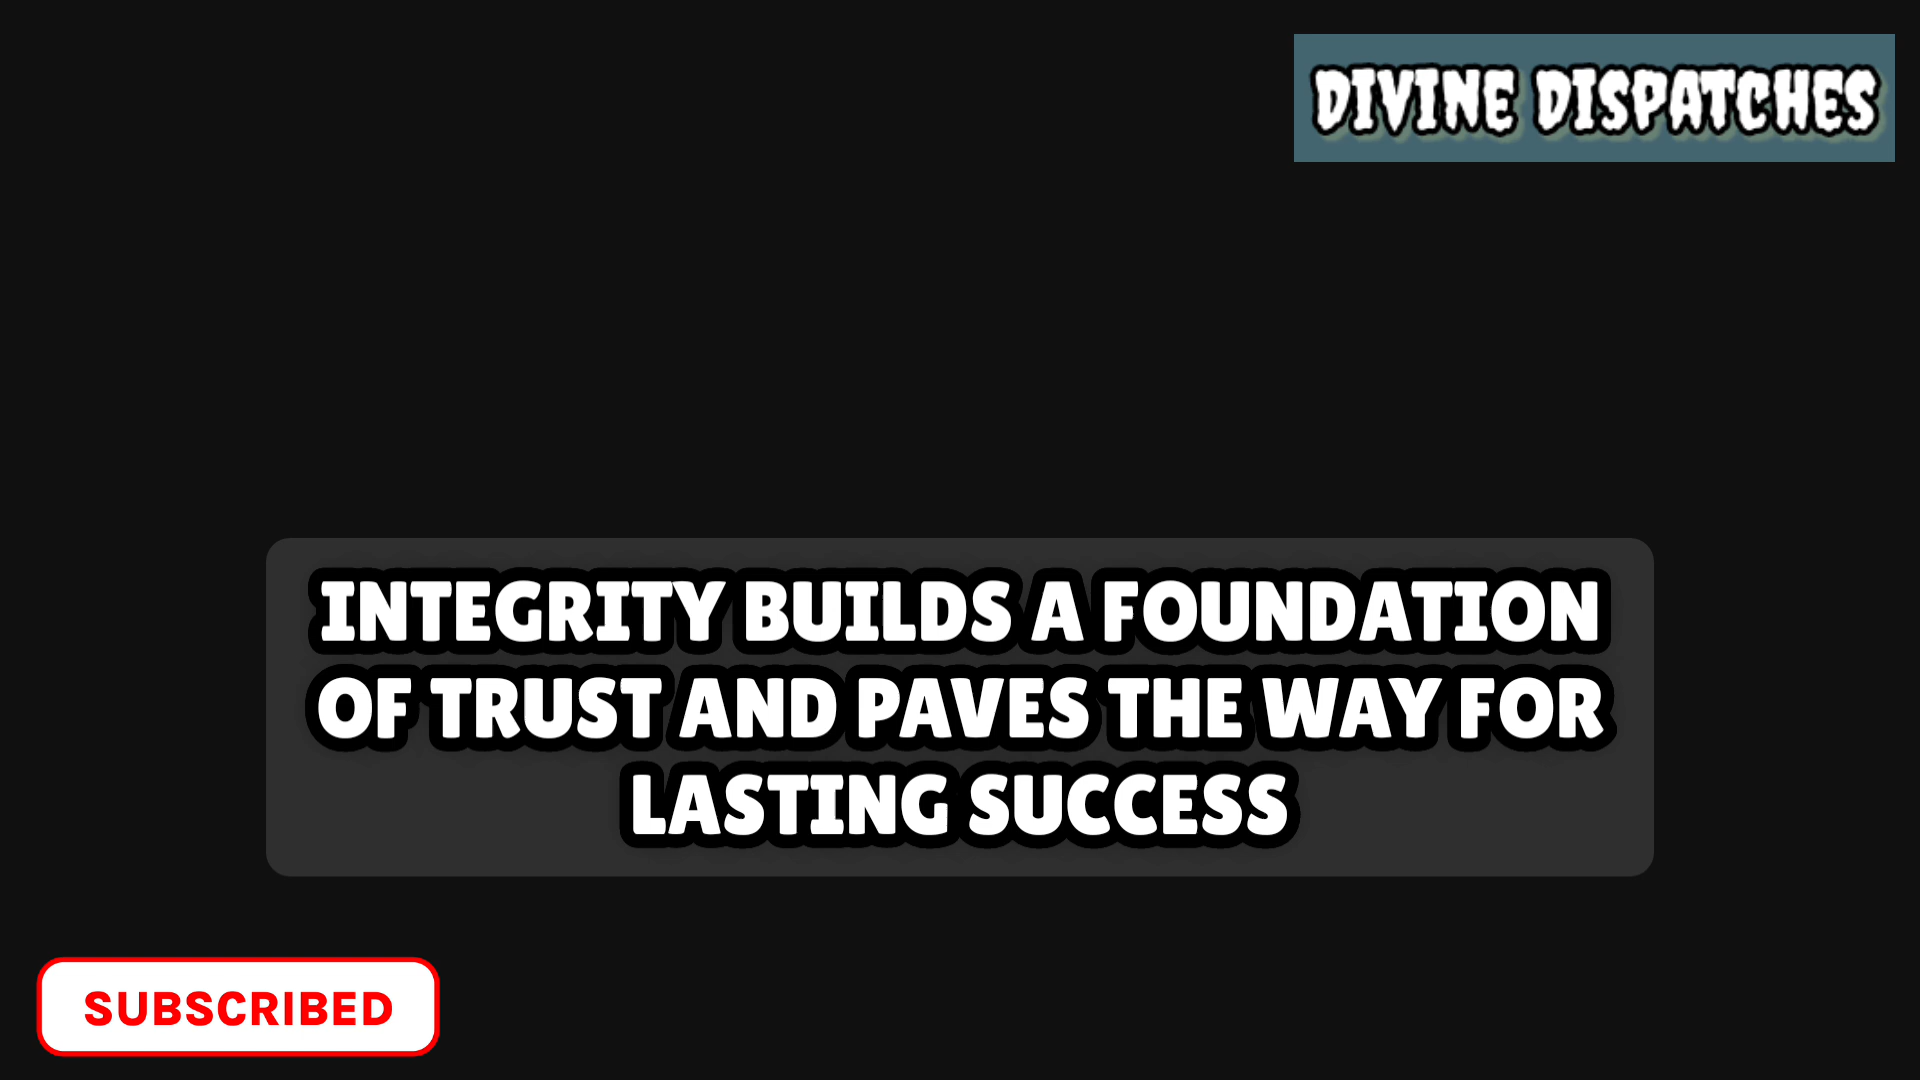 DIVINE DISPATCHES
INTEGRITY BUILDS A FOUNDATION
OF TRUST AND PAVES THE WAY FOR
LASTING SUCCESS
SUBSCRIBED